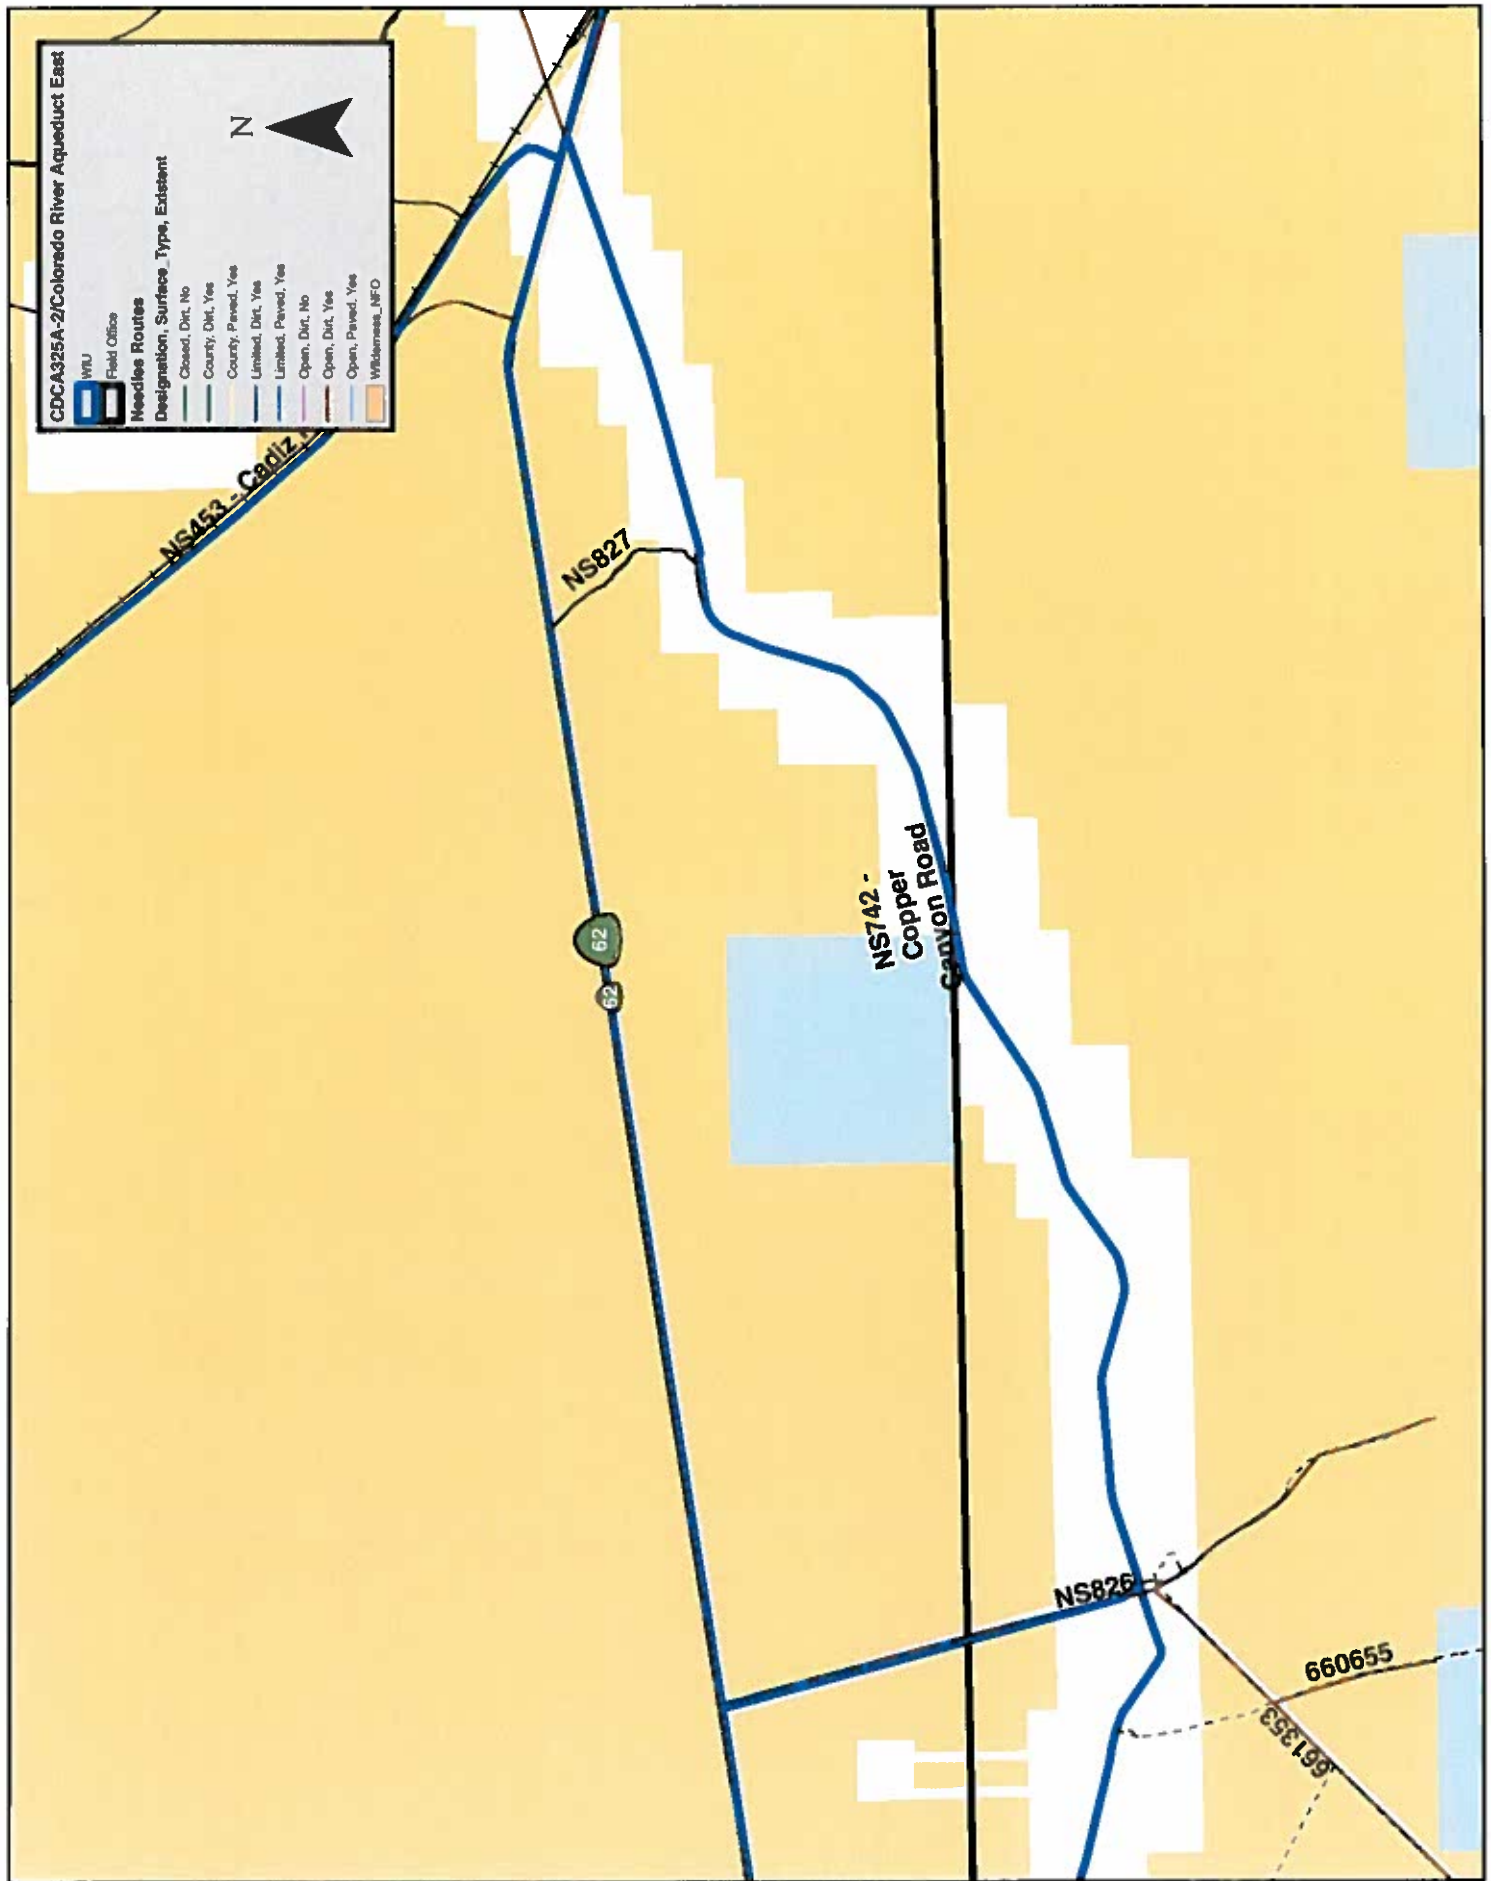 CDCA325A-2/Colorado River Aqueduct East
WIU
Field Office
Needles Routes
Designation, Surface_Type, Existent
Closed, Dirt, No
County, Dirt, Yes
County, Paved, Yes
Limited, Dirt, Yes
Limited, Paved, Yes
Open, Dirt, No
Open, Dirt, Yes
Open, Paved, Yes
Wilderness_NFO
N
NS453 - Cadiz
NS827
62
62
NS742 -
Copper
Canyon Road
NS826
660655
661353